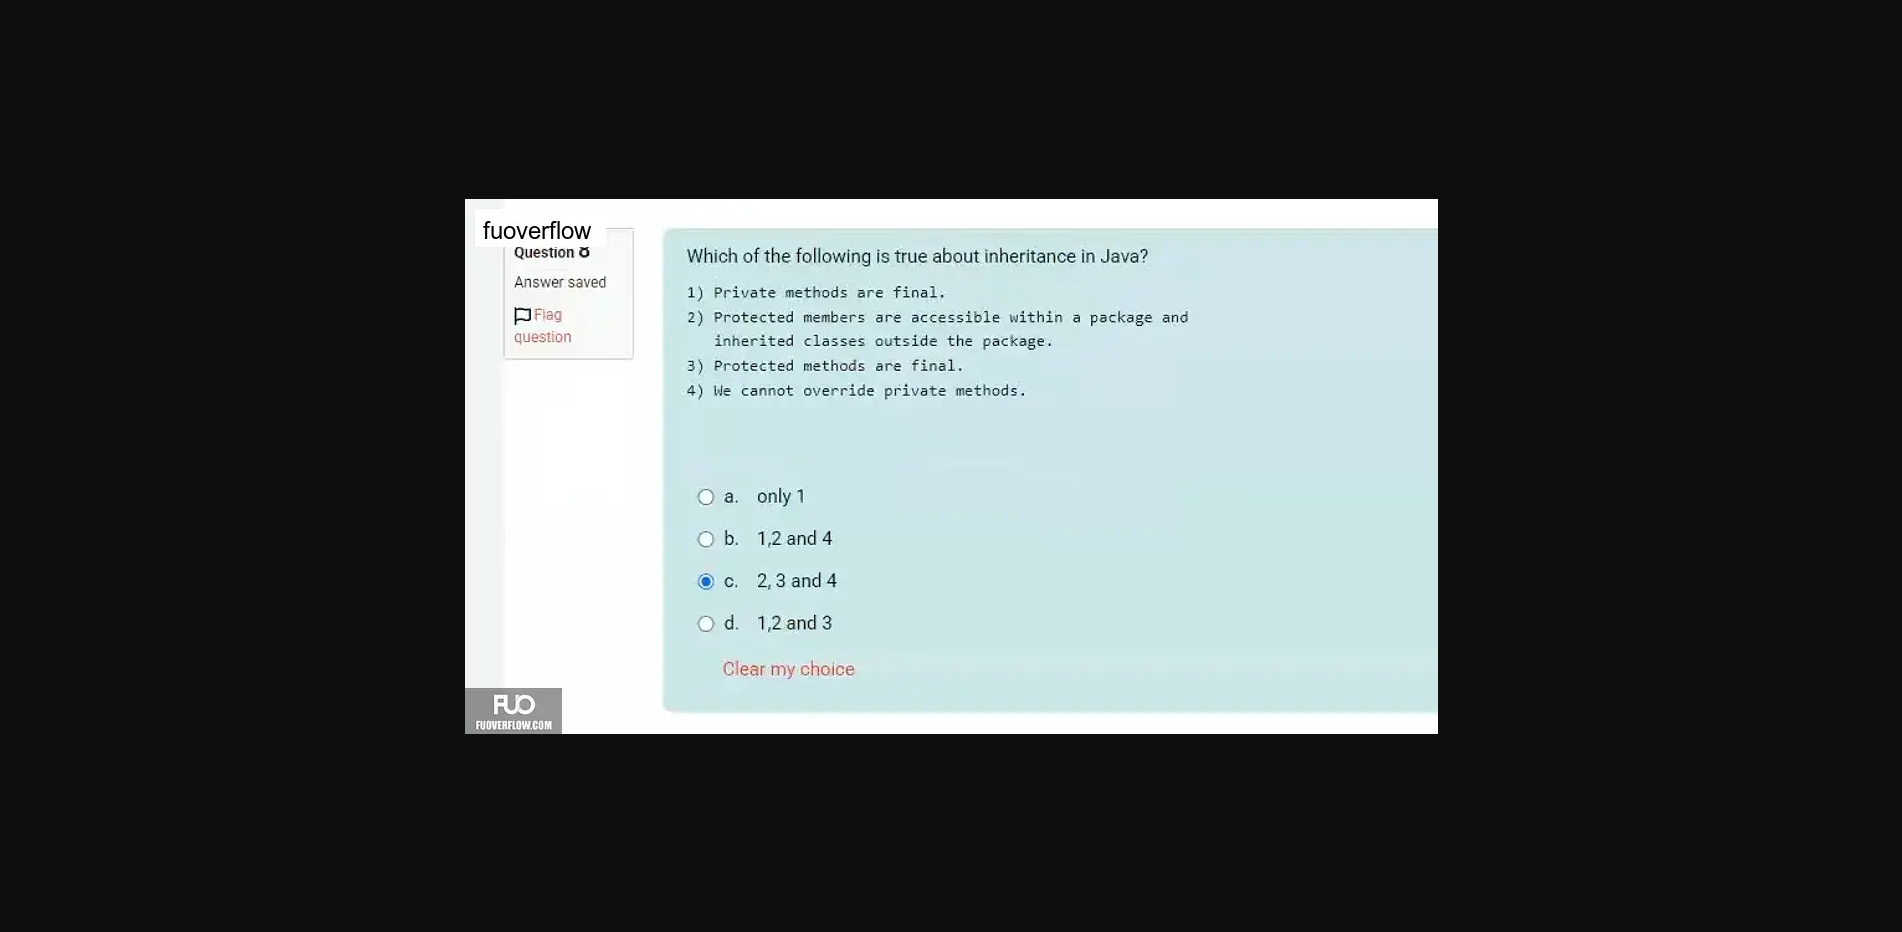 fuoverflow
Question 8
Answer saved
Flag
question
Which of the following is true about inheritance in Java?
1) Private methods are final.
2) Protected members are accessible within a package and
inherited classes outside the package.
3) Protected methods are final.
4) We cannot override private methods.
a. only 1
b. 1,2 and 4
c. 2, 3 and 4
d. 1,2 and 3
Clear my choice
FUO
FUOVERFLOW.COM